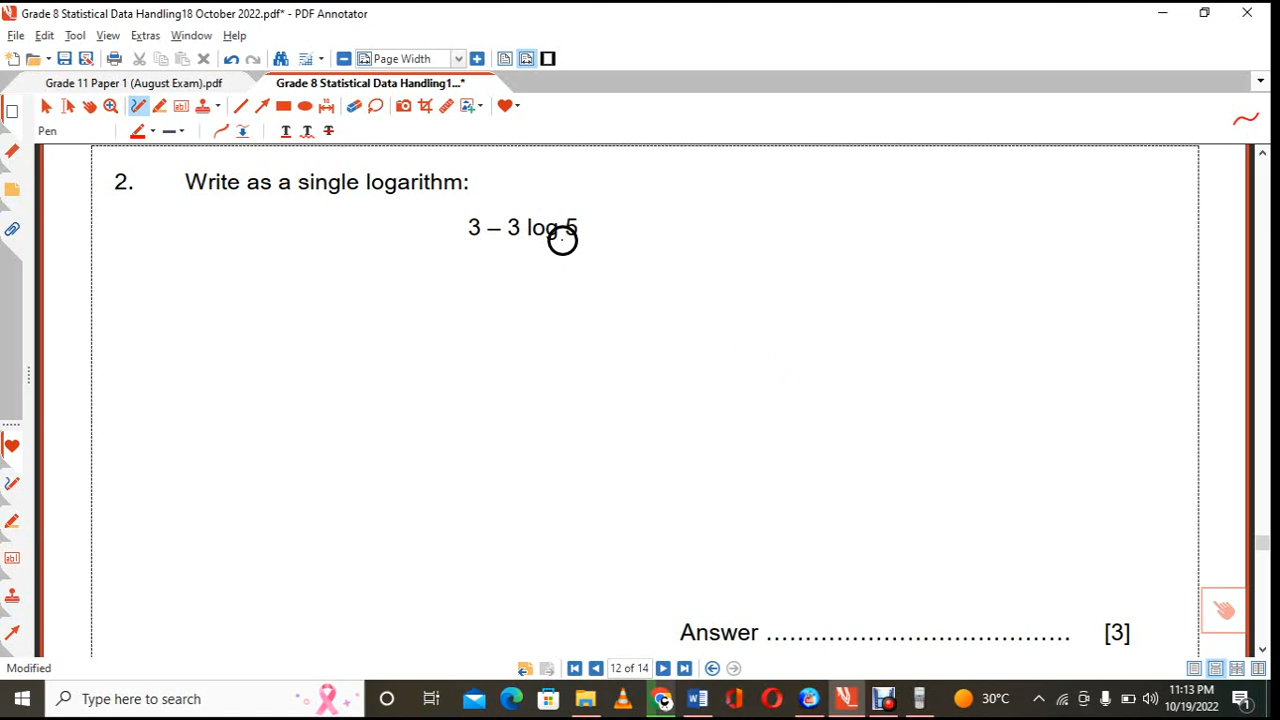 Grade 8 Statistical Data Handling18 October 2022.pdf* - PDF Annotator
File Edit Tool View Extras Window Help
Page Width
Grade 11 Paper 1 (August Exam).pdf Grade 8 Statistical Data Handling1...*
Pen T T T
2. Write as a single logarithm:
3 – 3 log 5
Answer ………………………………… [3]
Modified 12 of 14
Type here to search 30°C 11:13 PM
10/19/2022